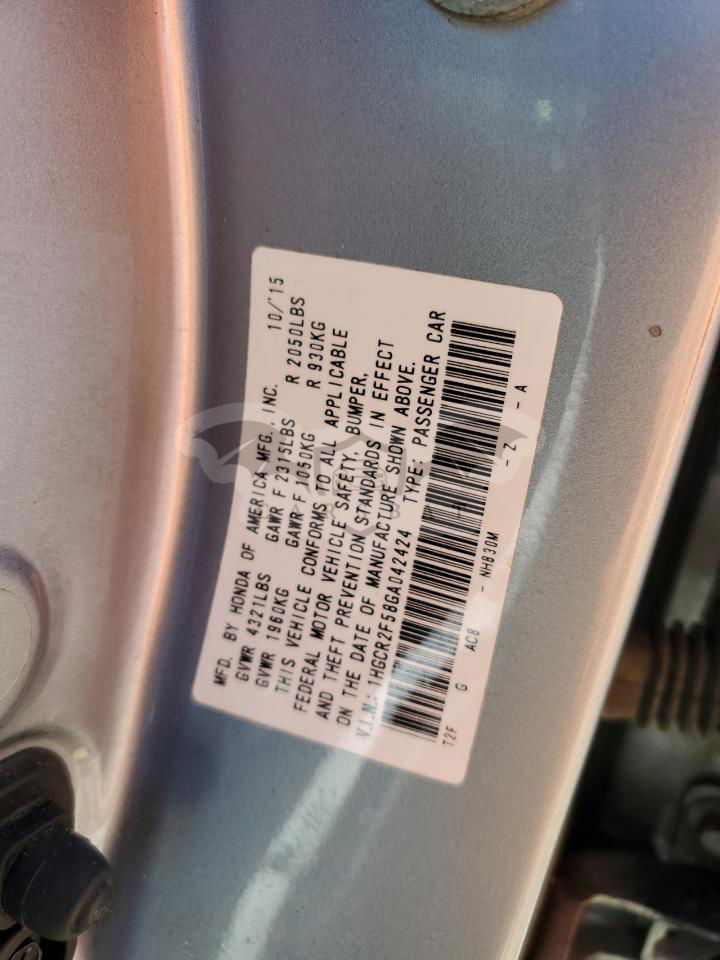 MFD. BY HONDA OF AMERICA MFG., INC. 10/'15
GVWR 4321LBS GAWR F 2315LBS R 2050LBS
GVWR 1960KG GAWR F 1050KG R 930KG
THIS VEHICLE CONFORMS TO ALL APPLICABLE
FEDERAL MOTOR VEHICLE SAFETY, BUMPER,
AND THEFT PREVENTION STANDARDS IN EFFECT
ON THE DATE OF MANUFACTURE SHOWN ABOVE.
V.I.N.: 1HGCR2F58GA042424 TYPE: PASSENGER CAR
T2F G AC8 - NH830M - Z - A